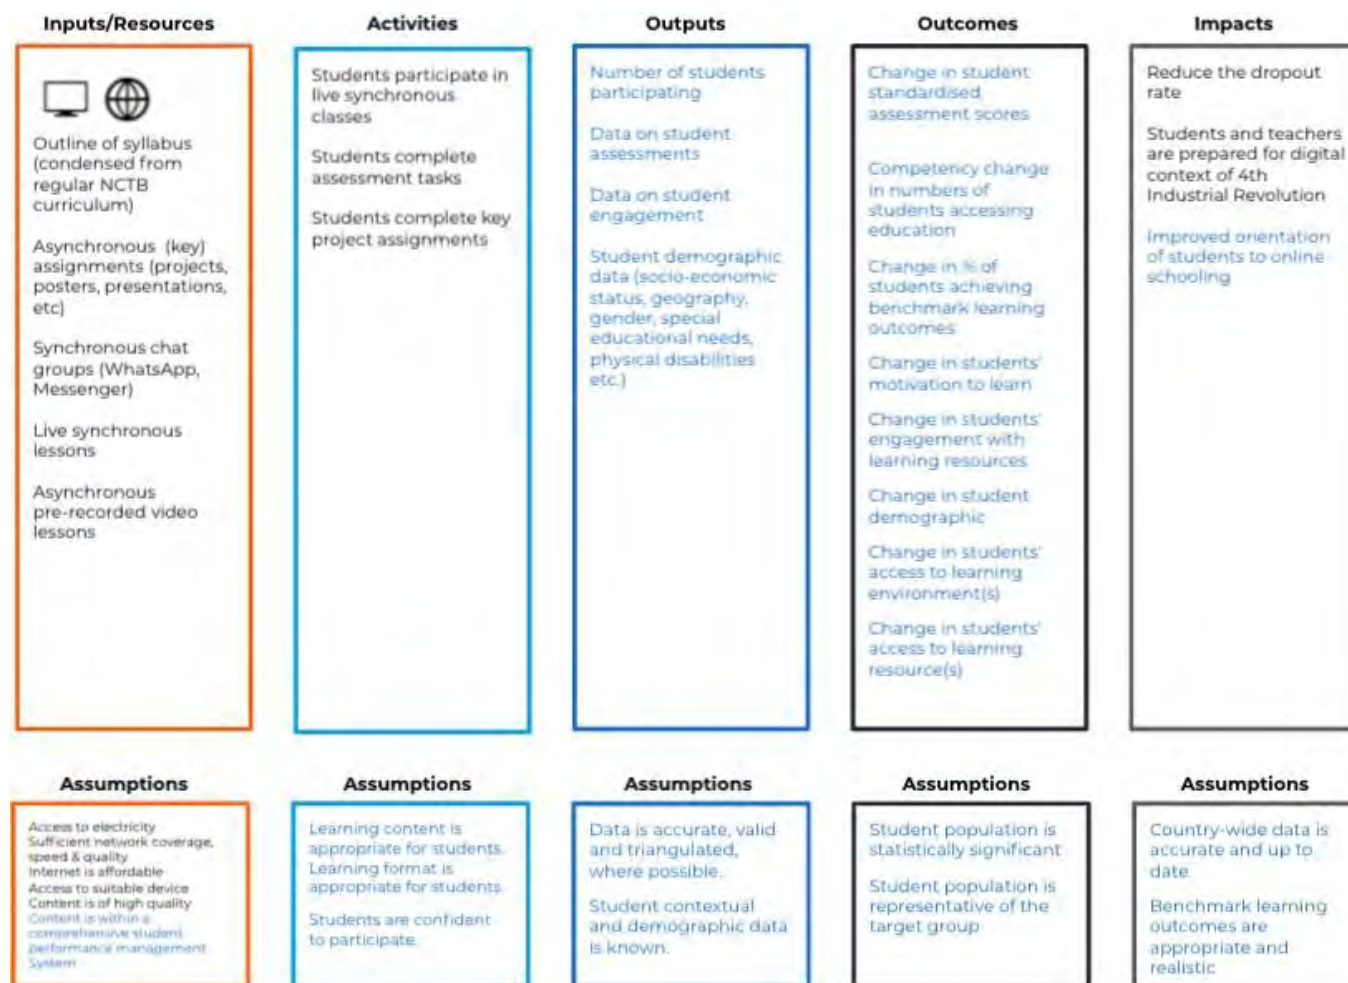 Inputs/Resources
Outline of syllabus
(condensed from
regular NCTB
curriculum)
Asynchronous (key)
assignments (projects,
posters, presentations,
etc)
Synchronous chat
groups (WhatsApp,
Messenger)
Live synchronous
lessons
Asynchronous
pre-recorded video
lessons
Activities
Students participate in
live synchronous
classes
Students complete
assessment tasks
Students complete key
project assignments
Outputs
Number of students
participating
Data on student
assessments
Data on student
engagement
Student demographic
data (socio-economic
status, geography,
gender, special
educational needs,
physical disabilities
etc.)
Outcomes
Change in student
standardised
assessment scores
Competency change
in numbers of
students accessing
education
Change in % of
students achieving
benchmark learning
outcomes
Change in students'
motivation to learn
Change in students'
engagement with
learning resources
Change in student
demographic
Change in students'
access to learning
environment(s)
Change in students'
access to learning
resource(s)
Impacts
Reduce the dropout
rate
Students and teachers
are prepared for digital
context of 4th
Industrial Revolution
Improved orientation
of students to online
schooling
Assumptions
Access to electricity
Sufficient network coverage,
speed & quality
Internet is affordable
Access to suitable device
Content is of high quality
Content is within a
comprehensive student
performance management
System
Assumptions
Learning content is
appropriate for students.
Learning format is
appropriate for students.
Students are confident
to participate.
Assumptions
Data is accurate, valid
and triangulated,
where possible.
Student contextual
and demographic data
is known.
Assumptions
Student population is
statistically significant
Student population is
representative of the
target group
Assumptions
Country-wide data is
accurate and up to
date
Benchmark learning
outcomes are
appropriate and
realistic